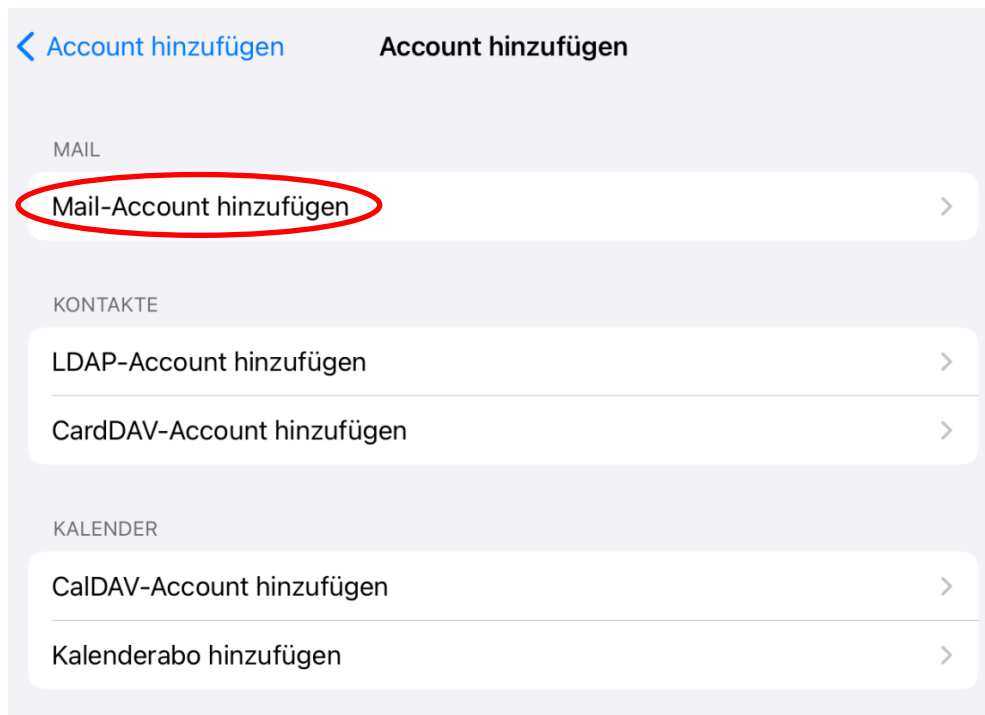 Account hinzufügen Account hinzufügen
MAIL
Mail-Account hinzufügen
KONTAKTE
LDAP-Account hinzufügen
CardDAV-Account hinzufügen
KALENDER
CalDAV-Account hinzufügen
Kalenderabo hinzufügen